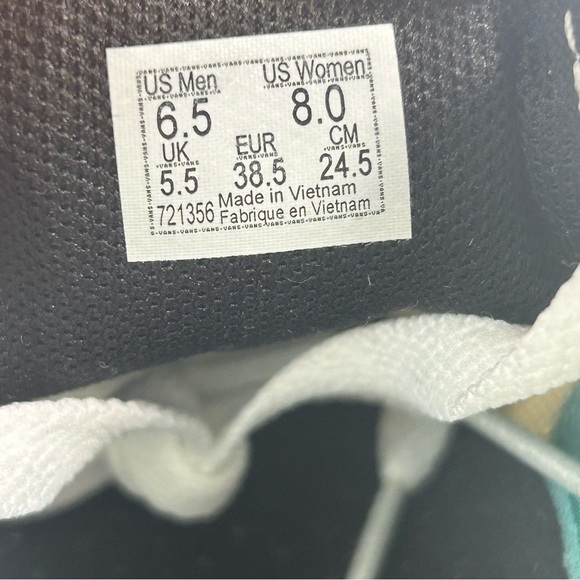 US Men US Women
6.5 8.0
UK EUR CM
5.5 38.5 24.5
721356 Made in Vietnam
Fabrique en Vietnam